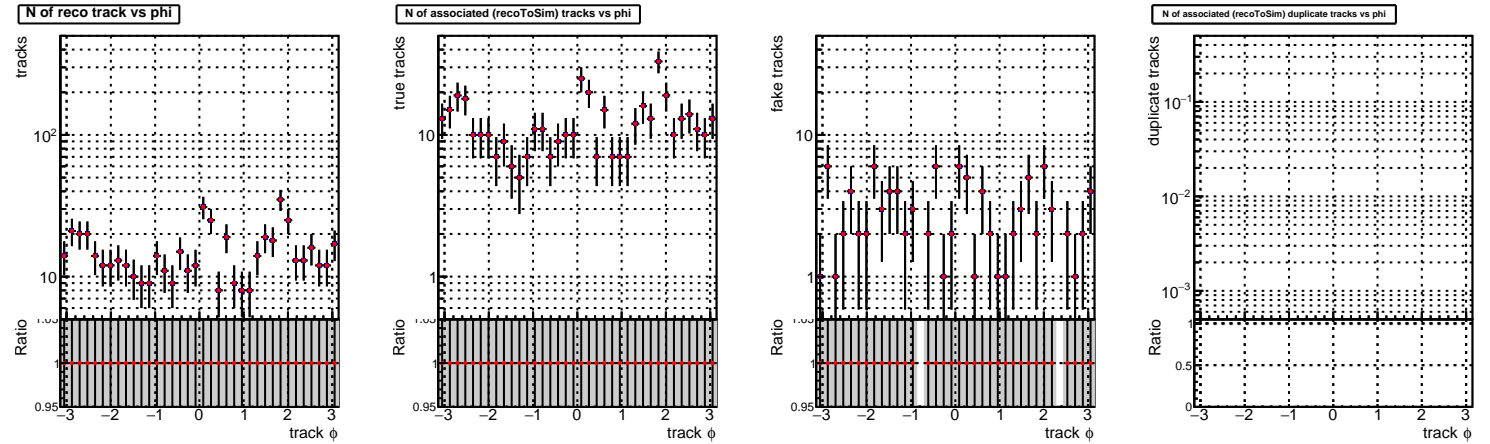 N of reco track vs phi
tracks
10²
10
Ratio
1.05
1
0.95
−3 −2 −1 0 1 2 3
track ϕ
N of associated (recoToSim) tracks vs phi
true tracks
10
1
Ratio
1.05
1
0.95
−3 −2 −1 0 1 2 3
track ϕ
fake tracks
10
1
Ratio
1.05
1
0.95
−3 −2 −1 0 1 2 3
track ϕ
N of associated (recoToSim) duplicate tracks vs phi
duplicate tracks
10⁻¹
10⁻²
10⁻³
Ratio
1
0.5
0
−3 −2 −1 0 1 2 3
track ϕ